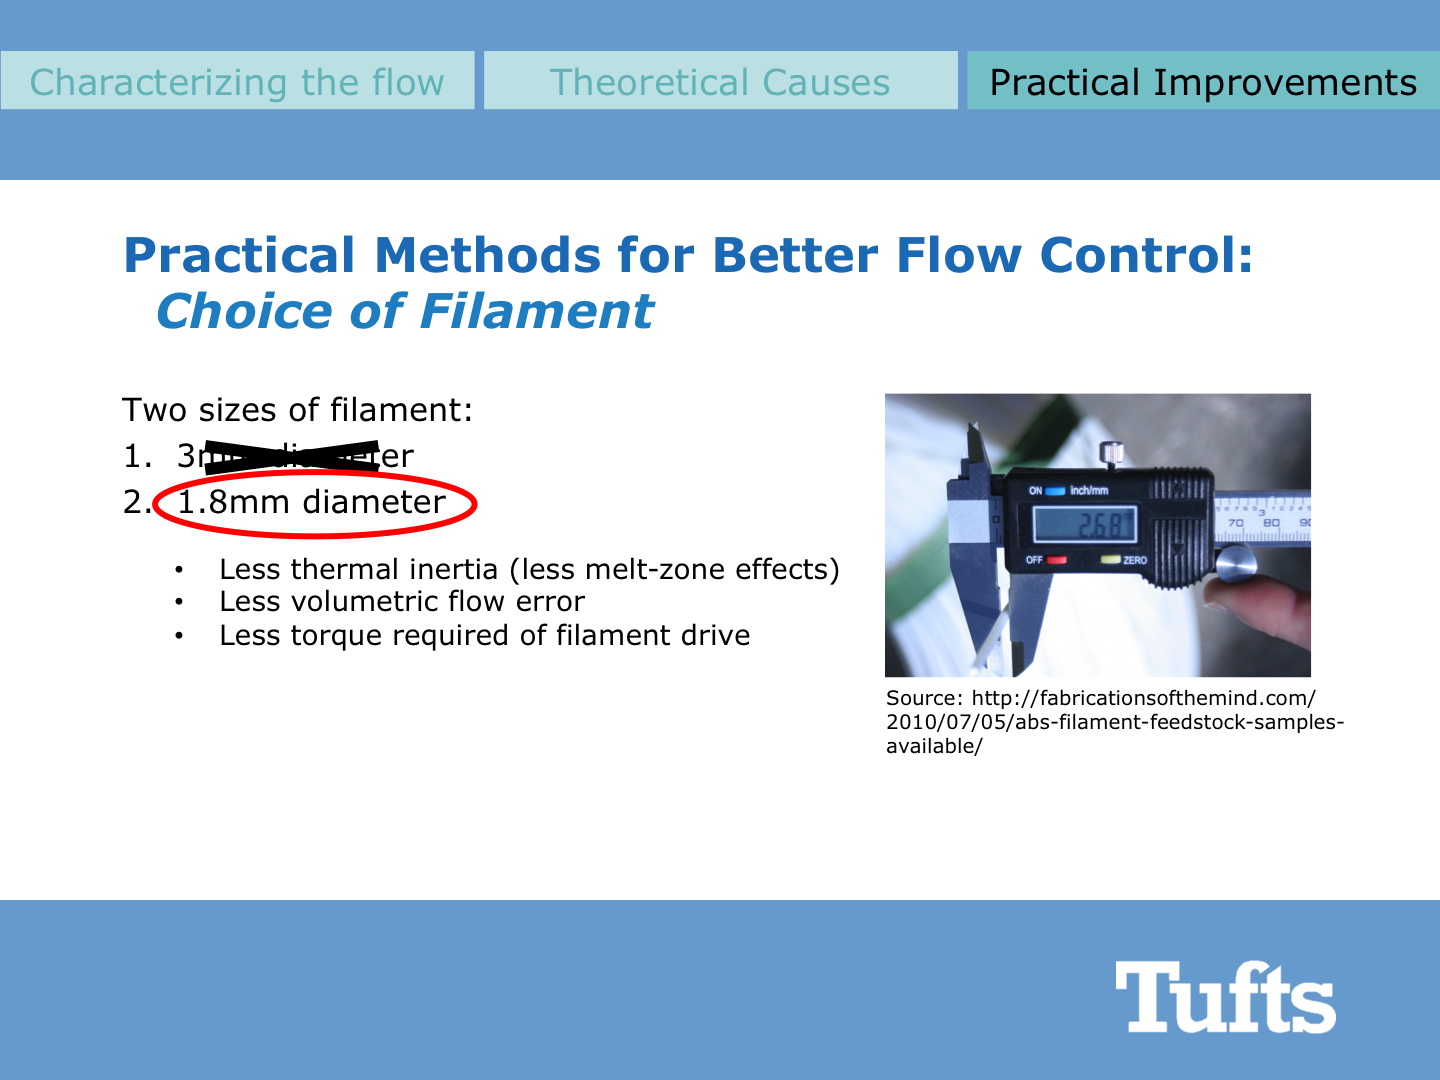 Characterizing the flow
Theoretical Causes
Practical Improvements
Practical Methods for Better Flow Control:
Choice of Filament
Two sizes of filament:
1. 3mm diameter
2. 1.8mm diameter
• Less thermal inertia (less melt-zone effects)
• Less volumetric flow error
• Less torque required of filament drive
ON inch/mm
2.68
OFF ZERO
3
70 80
Source: http://fabricationsofthemind.com/
2010/07/05/abs-filament-feedstock-samples-
available/
Tufts